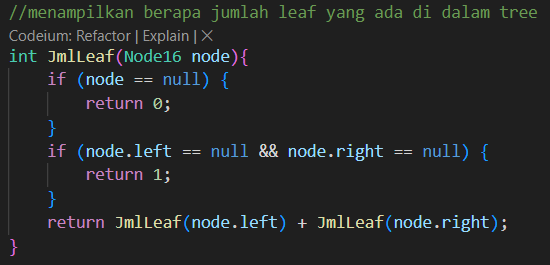 //menampilkan berapa jumlah leaf yang ada di dalam tree
Codeium: Refactor | Explain | ×
int JmlLeaf(Node16 node){
    if (node == null) {
        return 0;
    }
    if (node.left == null && node.right == null) {
        return 1;
    }
    return JmlLeaf(node.left) + JmlLeaf(node.right);
}